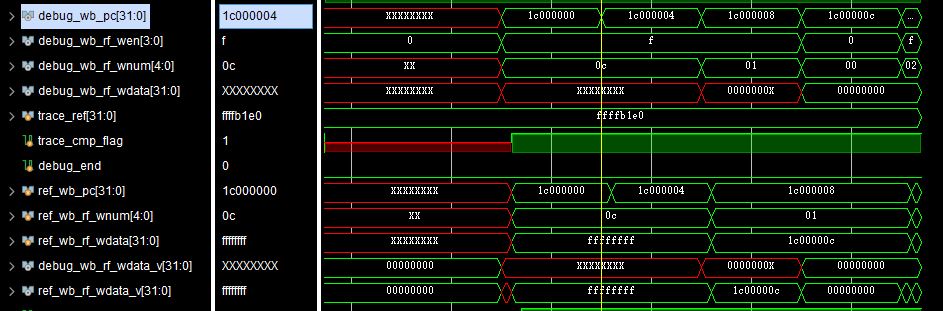 debug_wb_pc[31:0] 1c000004 XXXXXXXX 1c000000 1c000004 1c000008 1c00000c ...
debug_wb_rf_wen[3:0] f 0 f 0 f
debug_wb_rf_wnum[4:0] 0c XX 0c 01 00 02
debug_wb_rf_wdata[31:0] XXXXXXXX XXXXXXXX XXXXXXXX 0000000X 00000000
trace_ref[31:0] ffffb1e0 ffffb1e0
trace_cmp_flag 1
debug_end 0
ref_wb_pc[31:0] 1c000000 XXXXXXXX 1c000000 1c000004 1c000008
ref_wb_rf_wnum[4:0] 0c XX 0c 01
ref_wb_rf_wdata[31:0] ffffffff XXXXXXXX ffffffff 1c00000c
debug_wb_rf_wdata_v[31:0] XXXXXXXX 00000000 XXXXXXXX 0000000X 00000000
ref_wb_rf_wdata_v[31:0] ffffffff 00000000 ffffffff 1c00000c 00000000